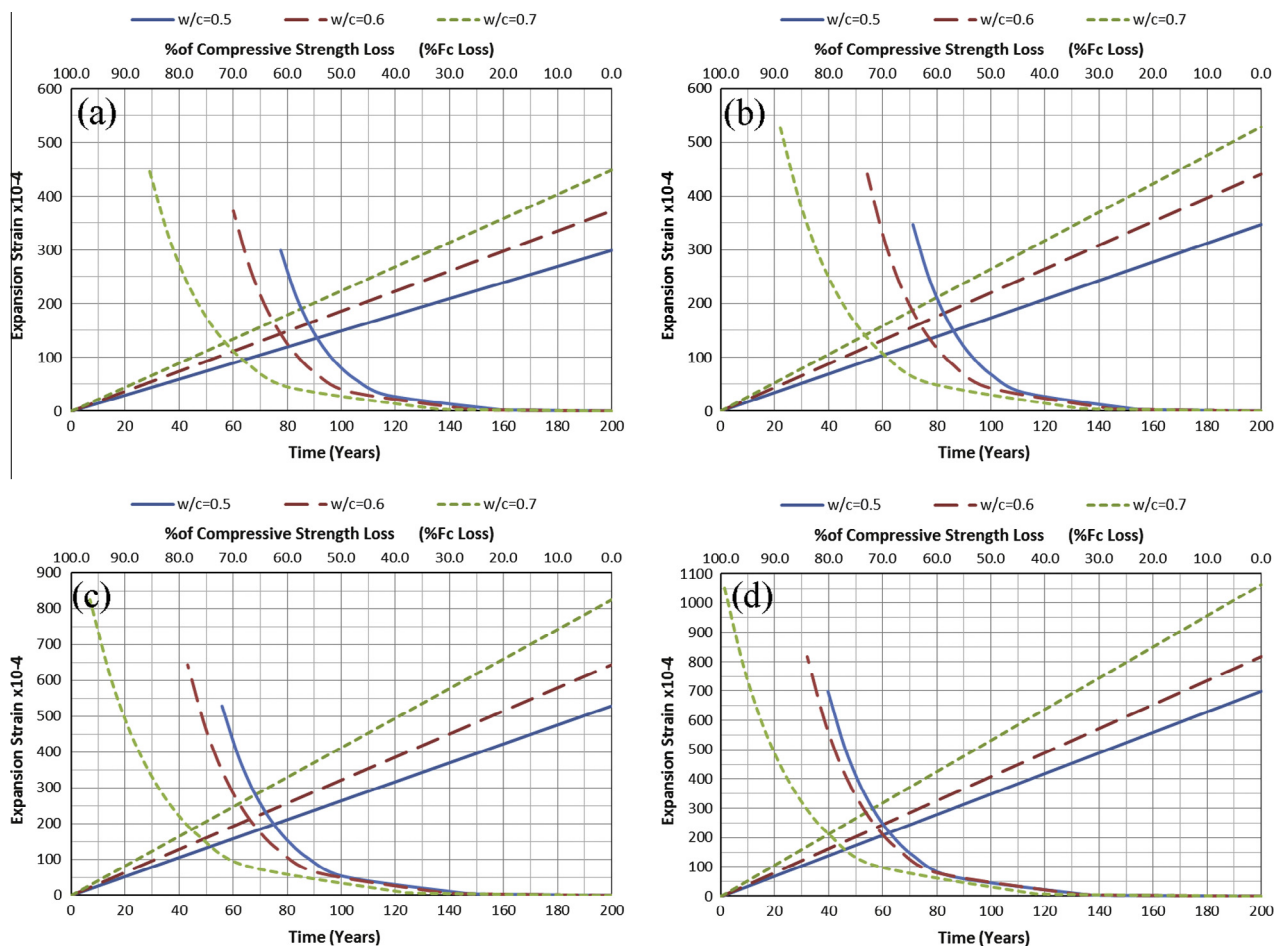 w/c=0.5 w/c=0.6 w/c=0.7
%of Compressive Strength Loss (%Fc Loss)
100.0 90.0 80.0 70.0 60.0 50.0 40.0 30.0 20.0 10.0 0.0
(a)
Expansion Strain x10-4
600
500
400
300
200
100
0
0 20 40 60 80 100 120 140 160 180 200
Time (Years)
w/c=0.5 w/c=0.6 w/c=0.7
%of Compressive Strength Loss (%Fc Loss)
100.0 90.0 80.0 70.0 60.0 50.0 40.0 30.0 20.0 10.0 0.0
(b)
Expansion Strain x10-4
600
500
400
300
200
100
0
0 20 40 60 80 100 120 140 160 180 200
Time (Years)
w/c=0.5 w/c=0.6 w/c=0.7
%of Compressive Strength Loss (%Fc Loss)
100.0 90.0 80.0 70.0 60.0 50.0 40.0 30.0 20.0 10.0 0.0
(c)
Expansion Strain x10-4
900
800
700
600
500
400
300
200
100
0
0 20 40 60 80 100 120 140 160 180 200
Time (Years)
w/c=0.5 w/c=0.6 w/c=0.7
%of Compressive Strength Loss (%Fc Loss)
100.0 90.0 80.0 70.0 60.0 50.0 40.0 30.0 20.0 10.0 0.0
(d)
Expansion Strain x10-4
1100
1000
900
800
700
600
500
400
300
200
100
0
0 20 40 60 80 100 120 140 160 180 200
Time (Years)